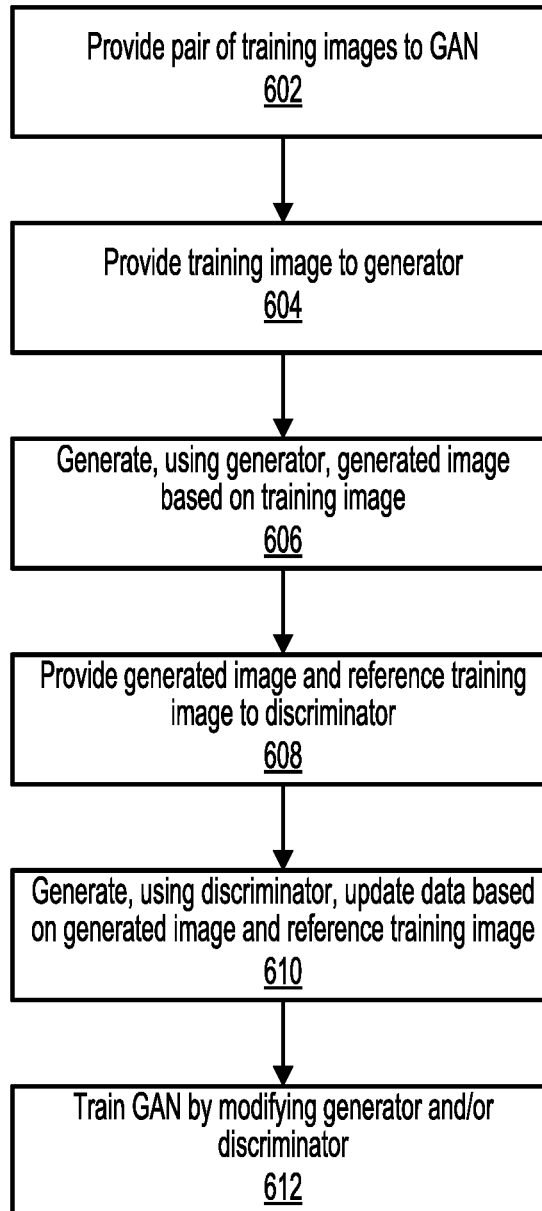 Provide pair of training images to GAN
602
Provide training image to generator
604
Generate, using generator, generated image
based on training image
606
Provide generated image and reference training
image to discriminator
608
Generate, using discriminator, update data based
on generated image and reference training image
610
Train GAN by modifying generator and/or
discriminator
612